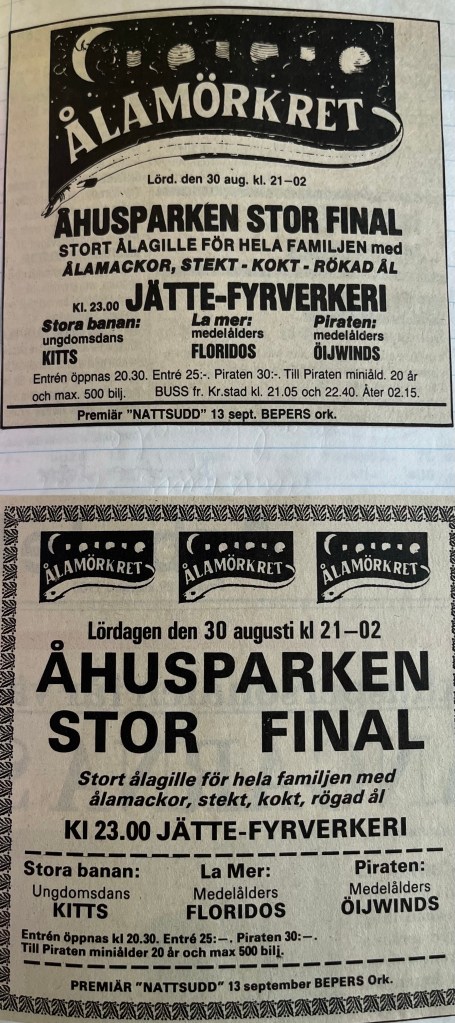 ÅLAMÖRKRET
Lörd. den 30 aug. kl. 21–02
ÅHUSPARKEN STOR FINAL
STORT ÅLAGILLE FÖR HELA FAMILJEN med
ÅLAMACKOR, STEKT - KOKT - RÖKAD ÅL
Kl. 23.00 JÄTTE-FYRVERKERI
Stora banan: La mer: Piraten:
ungdomsdans medelålders medelålders
KITTS FLORIDOS ÖIJWINDS
Entrén öppnas 20.30. Entré 25:-. Piraten 30:-. Till Piraten miniåld. 20 år
och max. 500 bilj. BUSS fr. Kr.stad kl. 21.05 och 22.40. Åter 02.15.
Premiär "NATTSUDD" 13 sept. BEPERS ork.
ÅLAMÖRKRET ÅLAMÖRKRET ÅLAMÖRKRET
Lördagen den 30 augusti kl 21–02
ÅHUSPARKEN
STOR FINAL
Stort ålagille för hela familjen med
ålamackor, stekt, kokt, rögad ål
Kl 23.00 JÄTTE-FYRVERKERI
Stora banan: La Mer: Piraten:
Ungdomsdans Medelålders Medelålders
KITTS FLORIDOS ÖIJWINDS
Entrén öppnas kl 20.30. Entré 25:—. Piraten 30:—.
Till Piraten miniålder 20 år och max 500 bilj.
PREMIÄR "NATTSUDD" 13 september BEPERS Ork.